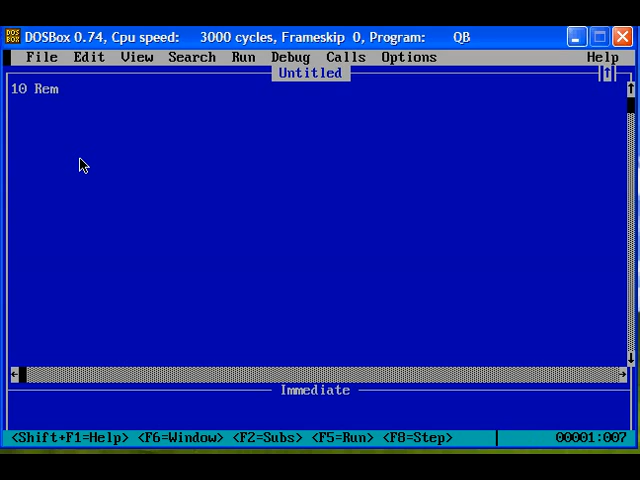 DOSBox 0.74, Cpu speed: 3000 cycles, Frameskip 0, Program: QB
File Edit View Search Run Debug Calls Options Help
Untitled
10 Rem
Immediate
<Shift+F1=Help> <F6=Window> <F2=Subs> <F5=Run> <F8=Step> 00001:007